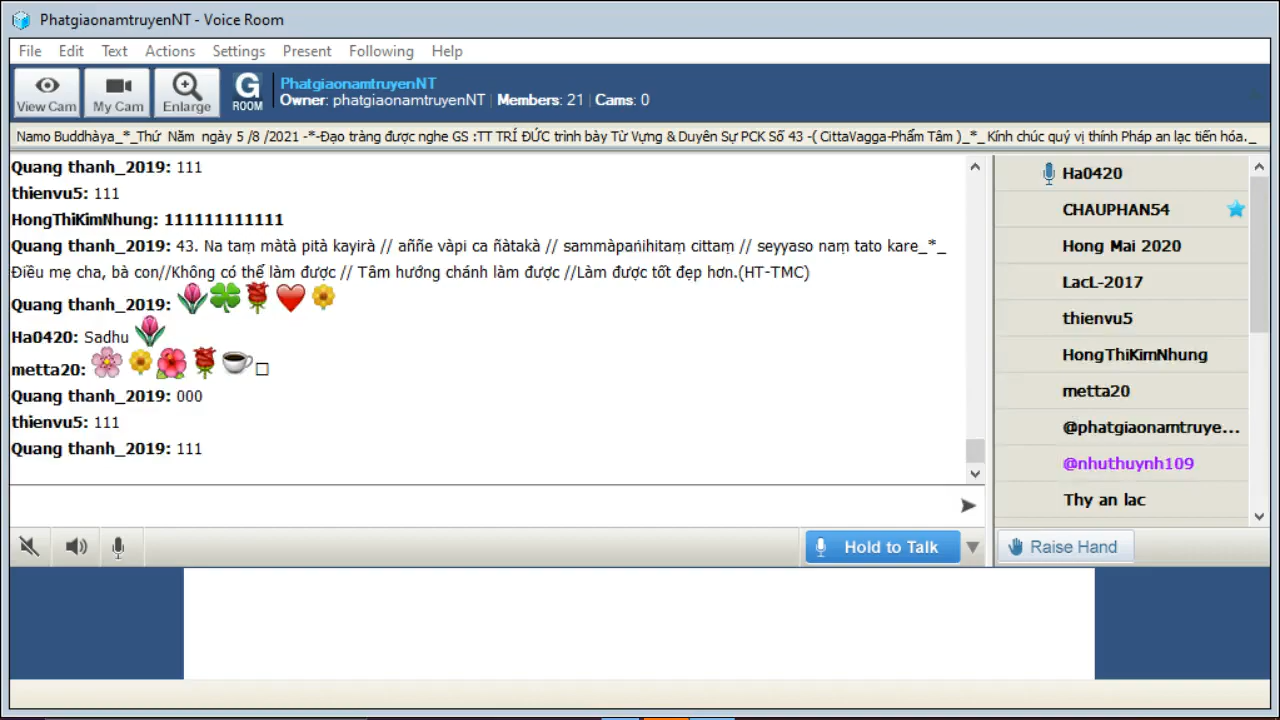 PhatgiaonamtruyenNT - Voice Room
File Edit Text Actions Settings Present Following Help
View Cam My Cam Enlarge G ROOM
PhatgiaonamtruyenNT
Owner: phatgiaonamtruyenNT | Members: 21 | Cams: 0
Namo Buddhàya_*_Thứ Năm ngày 5 /8 /2021 -*-Đạo tràng được nghe GS :TT TRÍ ĐỨC trình bày Từ Vựng & Duyên Sự PCK Số 43 -( CittaVagga-Phẩm Tâm )_*_ Kính chúc quý vị thính Pháp an lạc tiến hóa._
Quang thanh_2019: 111
thienvu5: 111
HongThiKimNhung: 111111111111
Quang thanh_2019: 43. Na taṃ màtà pità kayirà // aññe vàpi ca ñàtakà // sammàpaṅihitaṃ cittaṃ // seyyaso naṃ tato kare_*_
Điều mẹ cha, bà con//Không có thể làm được // Tâm hướng chánh làm được //Làm được tốt đẹp hơn.(HT-TMC)
Quang thanh_2019:
Ha0420: Sadhu
metta20:
Quang thanh_2019: 000
thienvu5: 111
Quang thanh_2019: 111
Ha0420
CHAUPHAN54
Hong Mai 2020
LacL-2017
thienvu5
HongThiKimNhung
metta20
@phatgiaonamtruye...
@nhuthuynh109
Thy an lac
Hold to Talk
Raise Hand